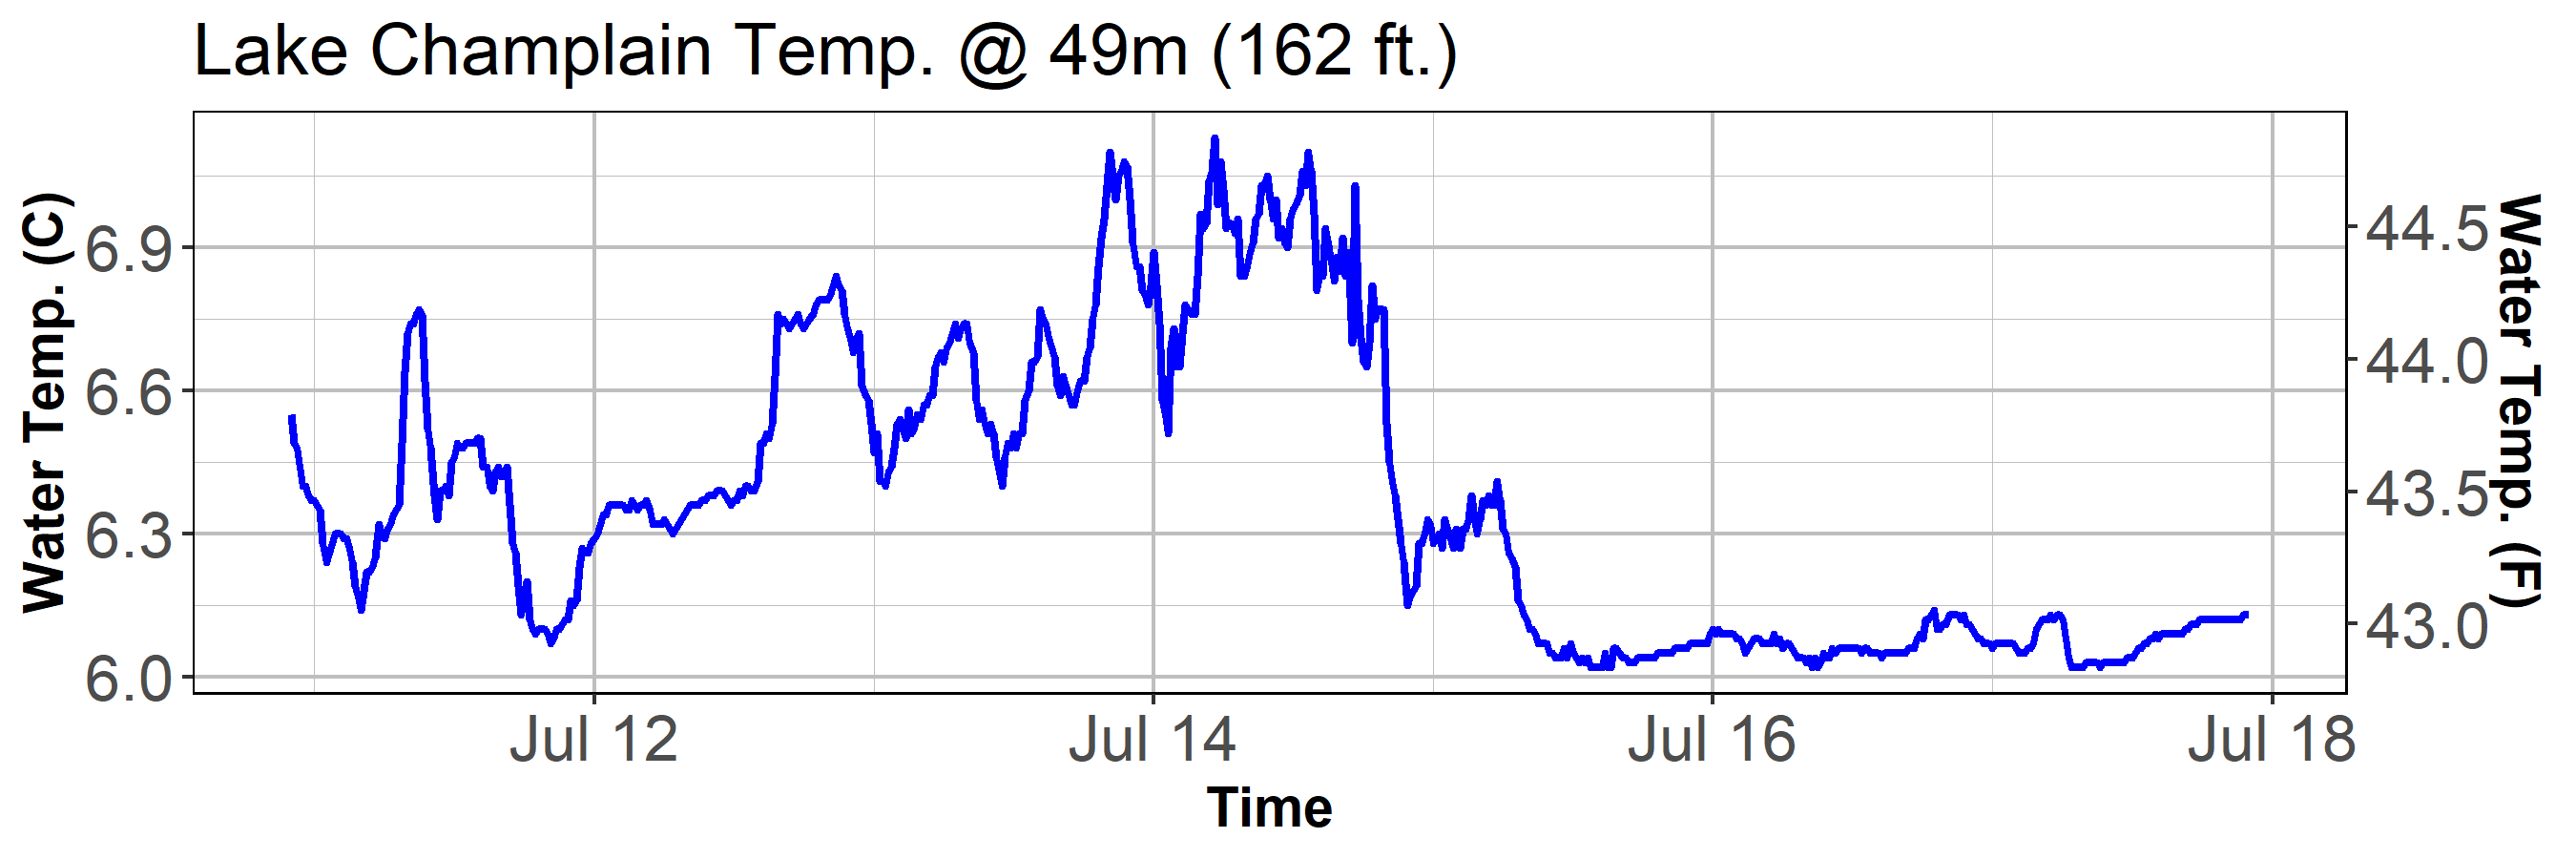 Lake Champlain Temp. @ 49m (162 ft.)
Water Temp. (C)
6.9
6.6
6.3
6.0
44.5
44.0
43.5
43.0
Water Temp. (F)
Jul 12
Jul 14
Jul 16
Jul 18
Time